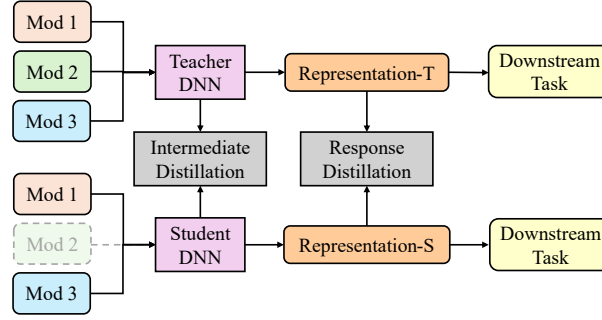 Mod 1
Mod 2
Mod 3
Teacher
DNN
Representation-T
Downstream
Task
Intermediate
Distillation
Response
Distillation
Mod 1
Mod 2
Mod 3
Student
DNN
Representation-S
Downstream
Task